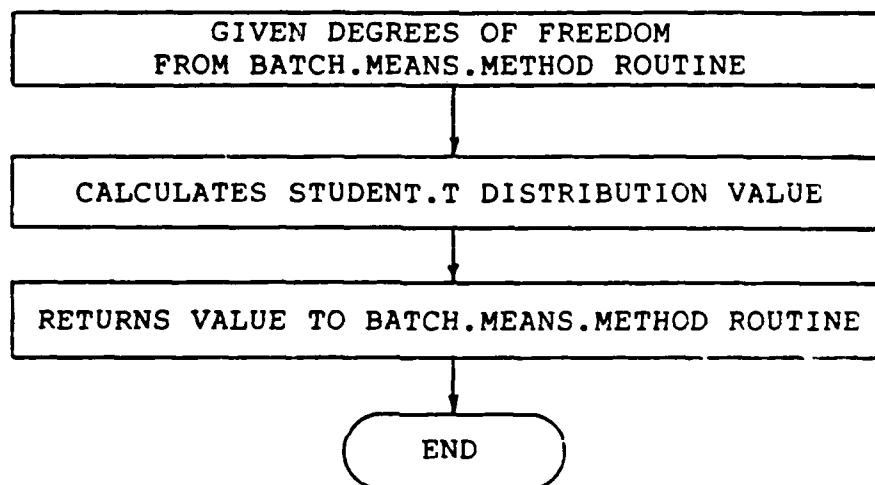 GIVEN DEGREES OF FREEDOM
FROM BATCH.MEANS.METHOD ROUTINE
CALCULATES STUDENT.T DISTRIBUTION VALUE
RETURNS VALUE TO BATCH.MEANS.METHOD ROUTINE
END